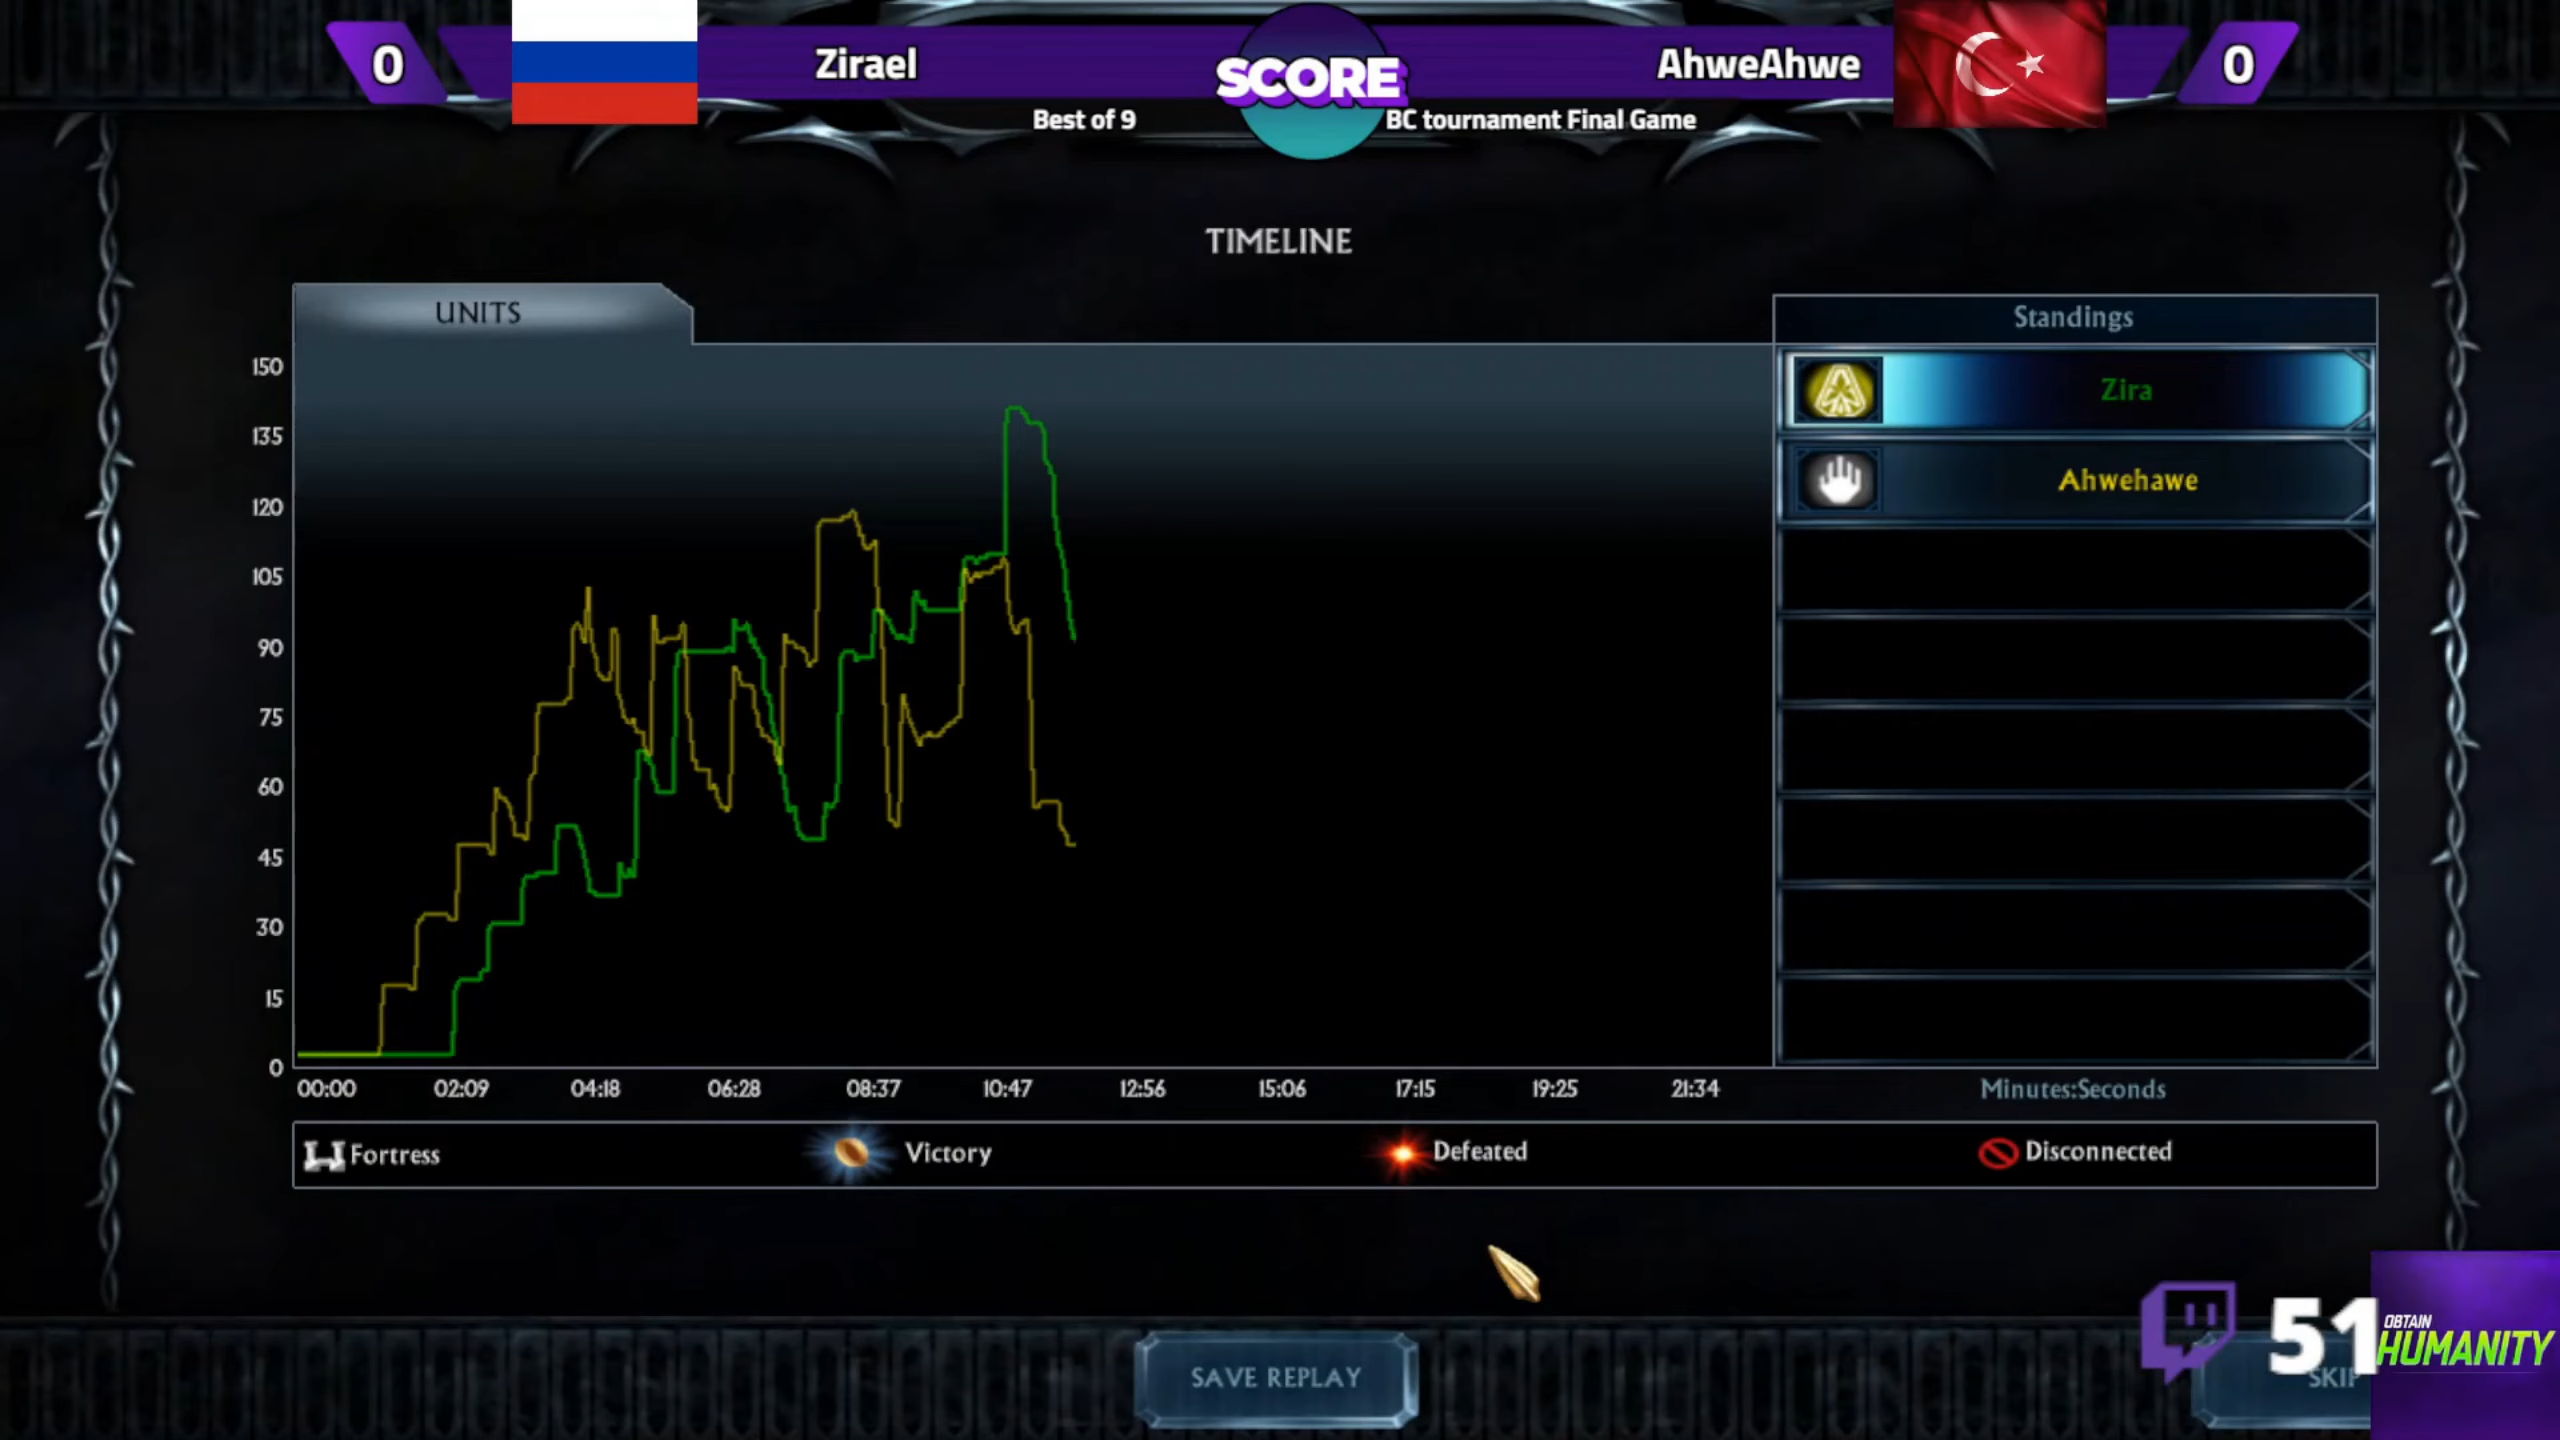 0
Zirael
SCORE
AhweAhwe
0
Best of 9
BC tournament Final Game
TIMELINE
UNITS
Standings
150
135
120
105
90
75
60
45
30
15
0
Zira
Ahwehawe
00:00 02:09 04:18 06:28 08:37 10:47 12:56 15:06 17:15 19:25 21:34
Minutes:Seconds
Fortress
Victory
Defeated
Disconnected
SAVE REPLAY
51
OBTAIN
HUMANITY
SKIP